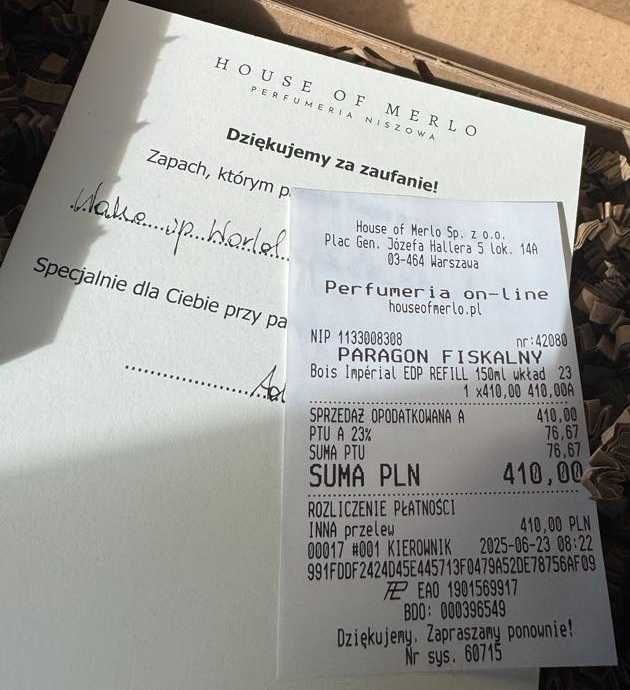 HOUSE OF MERLO
PERFUMERIA NISZOWA
Dziękujemy za zaufanie!
Zapach, którym p
Wake up World
Specjalnie dla Ciebie przy pa
House of Merlo Sp. z o.o.
Plac Gen. Józefa Hallera 5 lok. 14A
03-464 Warszawa
Perfumeria on-line
houseofmerlo.pl
NIP 1133008308 nr:42080
PARAGON FISKALNY
Bois Impérial EDP REFILL 150ml wkład 23
1 x410,00 410,00A
SPRZEDAŻ OPODATKOWANA A 410,00
PTU A 23% 76,67
SUMA PTU 76,67
SUMA PLN 410,00
ROZLICZENIE PŁATNOŚCI
INNA przelew 410,00 PLN
00017 #001 KIEROWNIK 2025-06-23 08:22
991FDDF2424D45E445713F0479A52DE78756AF09
EAO 1901569917
BDO: 000396549
Dziękujemy. Zapraszamy ponownie!
Nr sys. 60715